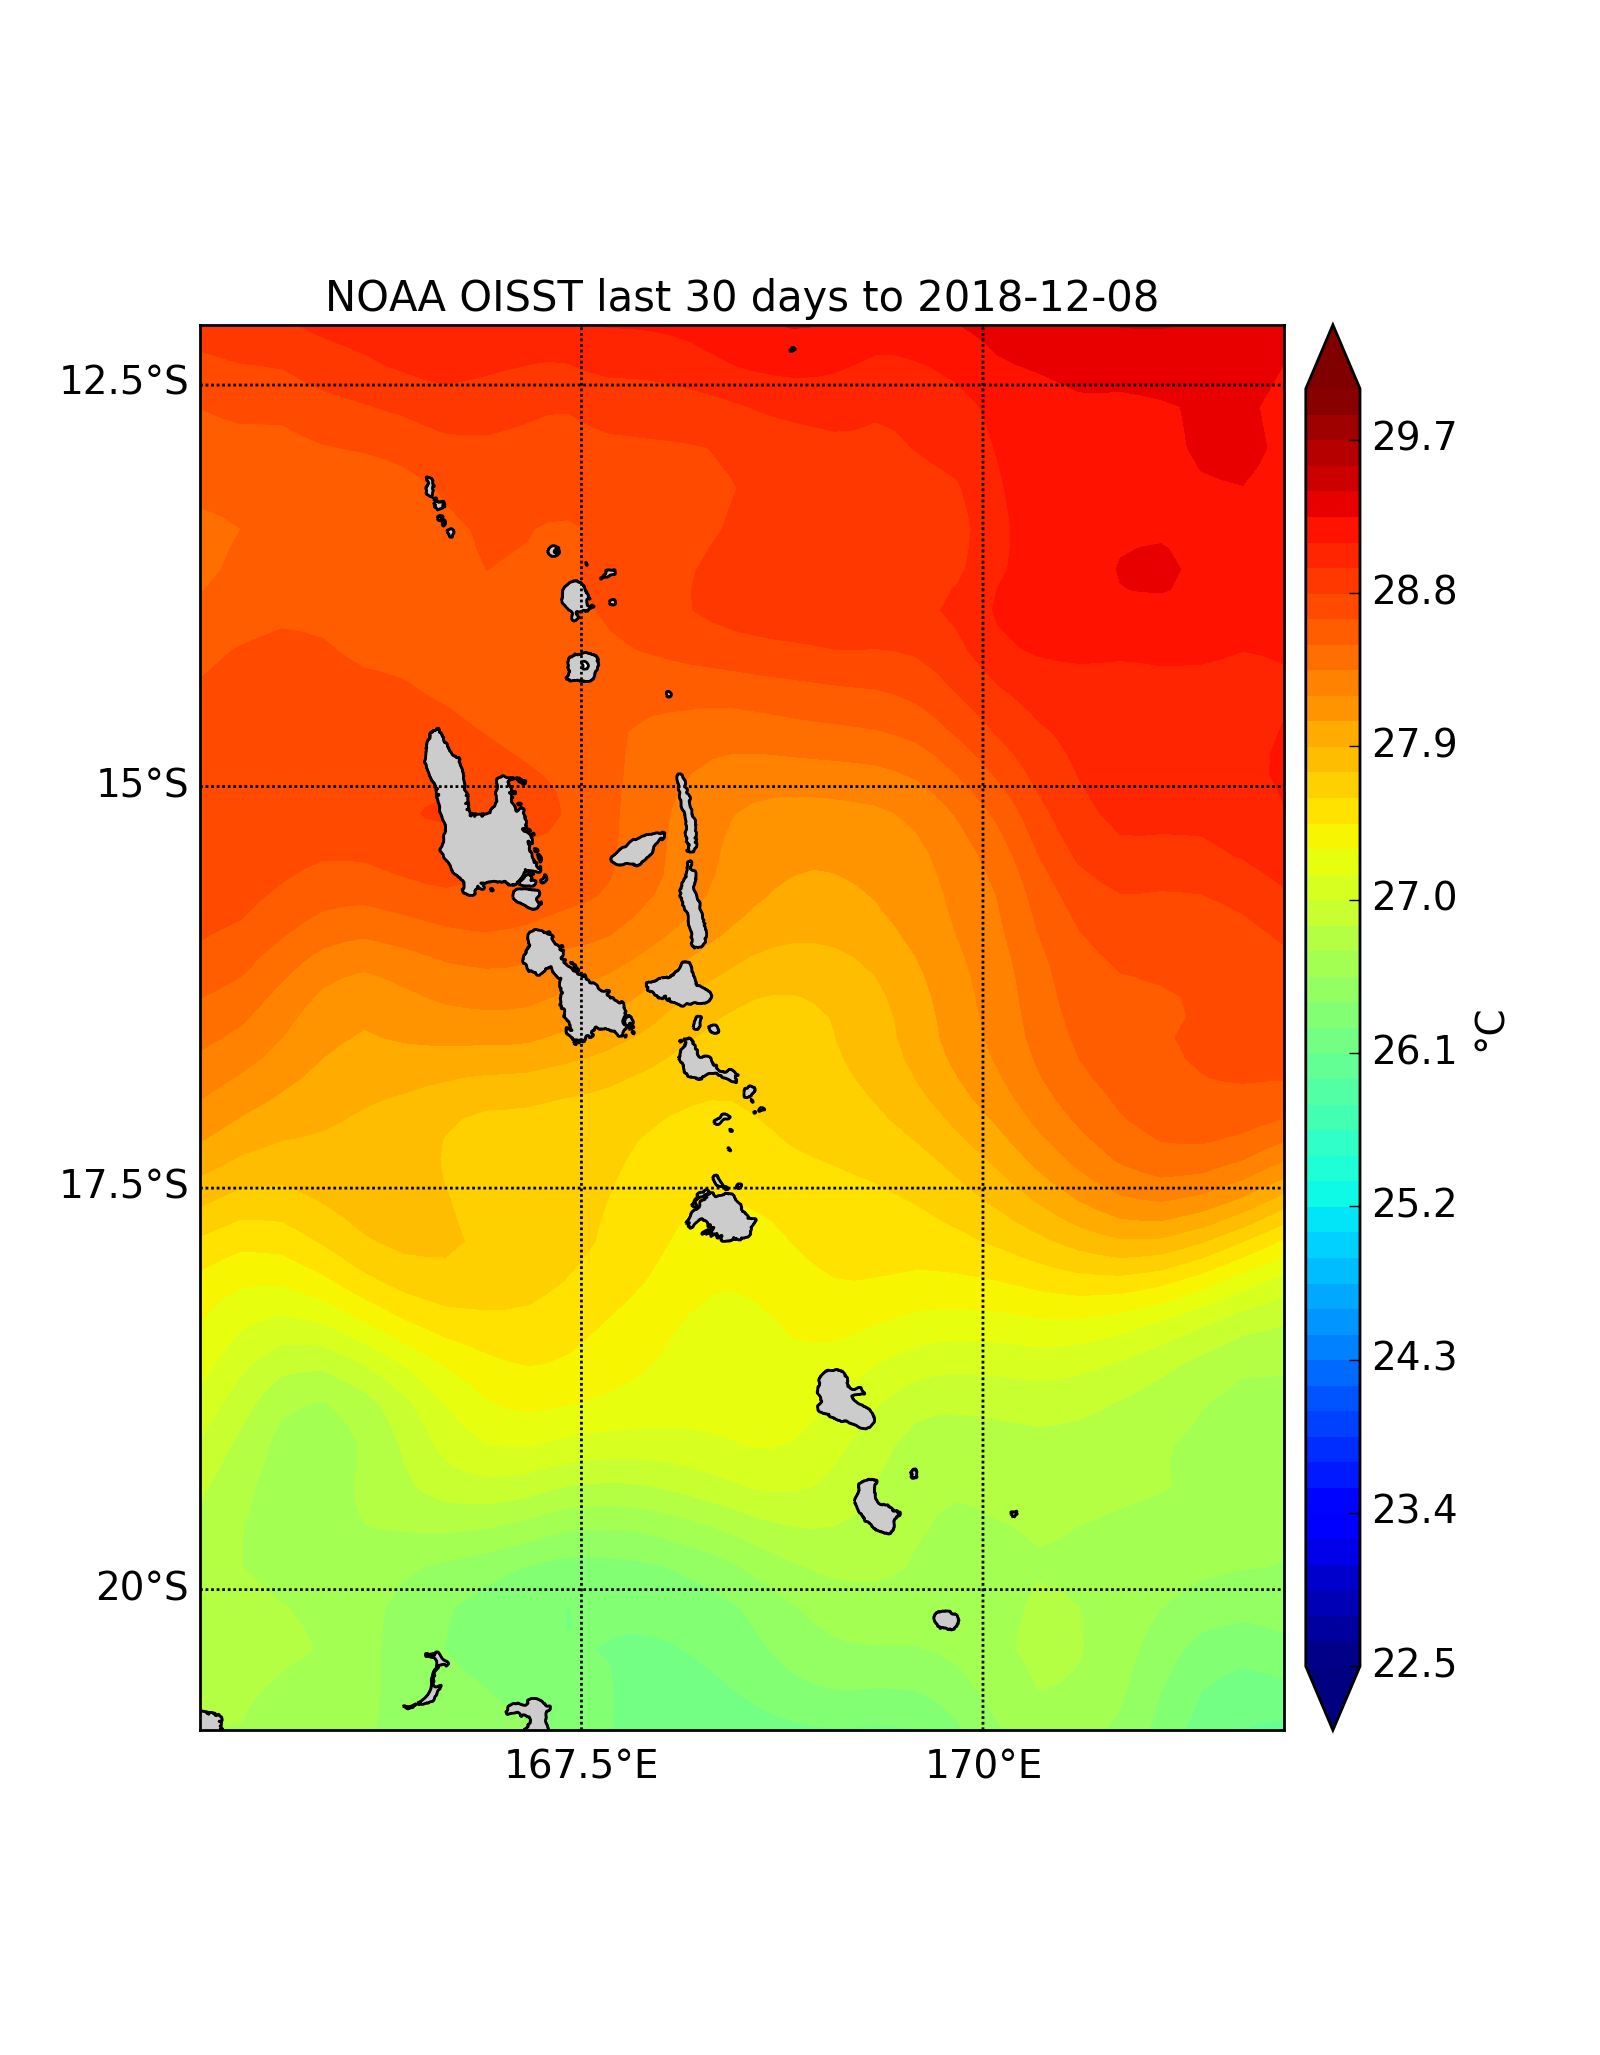 NOAA OISST last 30 days to 2018-12-08
12.5°S
15°S
17.5°S
20°S
167.5°E
170°E
29.7
28.8
27.9
27.0
26.1
25.2
24.3
23.4
22.5
°C